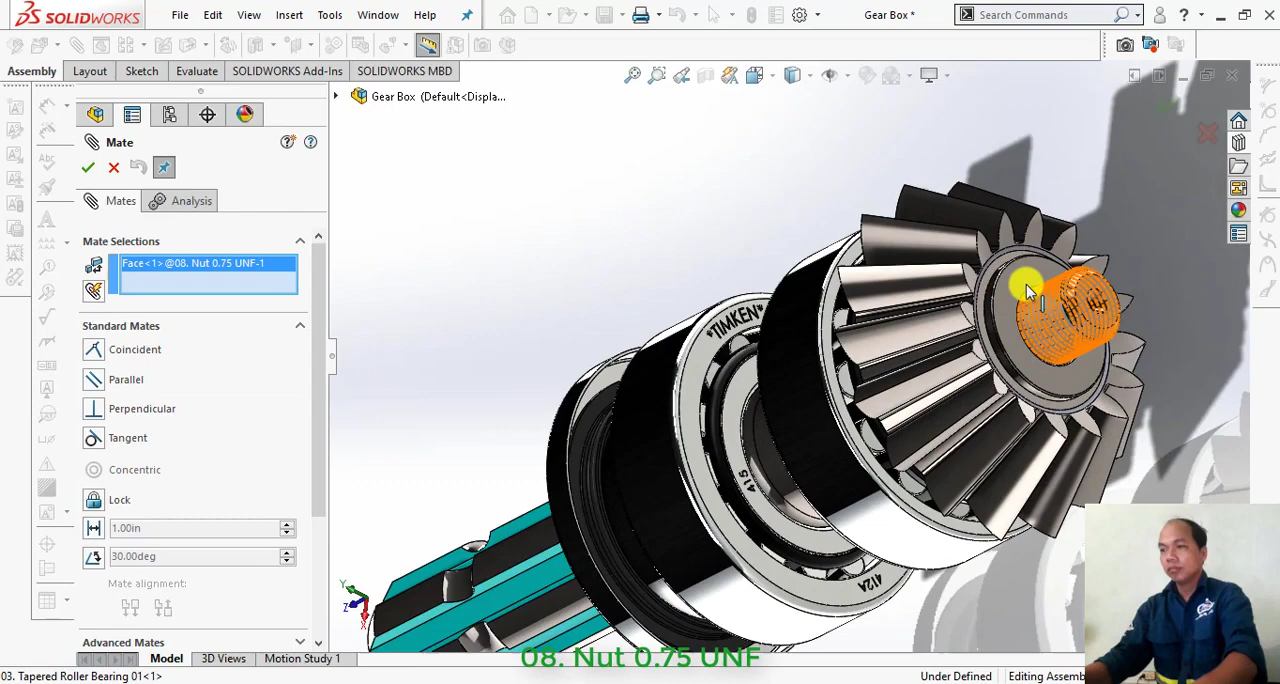 SOLIDWORKS
File Edit View Insert Tools Window Help
Gear Box *
Search Commands
Assembly Layout Sketch Evaluate SOLIDWORKS Add-Ins SOLIDWORKS MBD
Gear Box (Default<Displa...
Mate
Mates Analysis
Mate Selections
Face<1> @08. Nut 0.75 UNF-1
Standard Mates
Coincident
Parallel
Perpendicular
Tangent
Concentric
Lock
1.00in
30.00deg
Mate alignment:
Advanced Mates
*TIMKEN*
415
412A
Y
Z
X
Model 3D Views Motion Study 1
08. Nut 0.75 UNF
03. Tapered Roller Bearing 01<1>
Under Defined
Editing Assemb